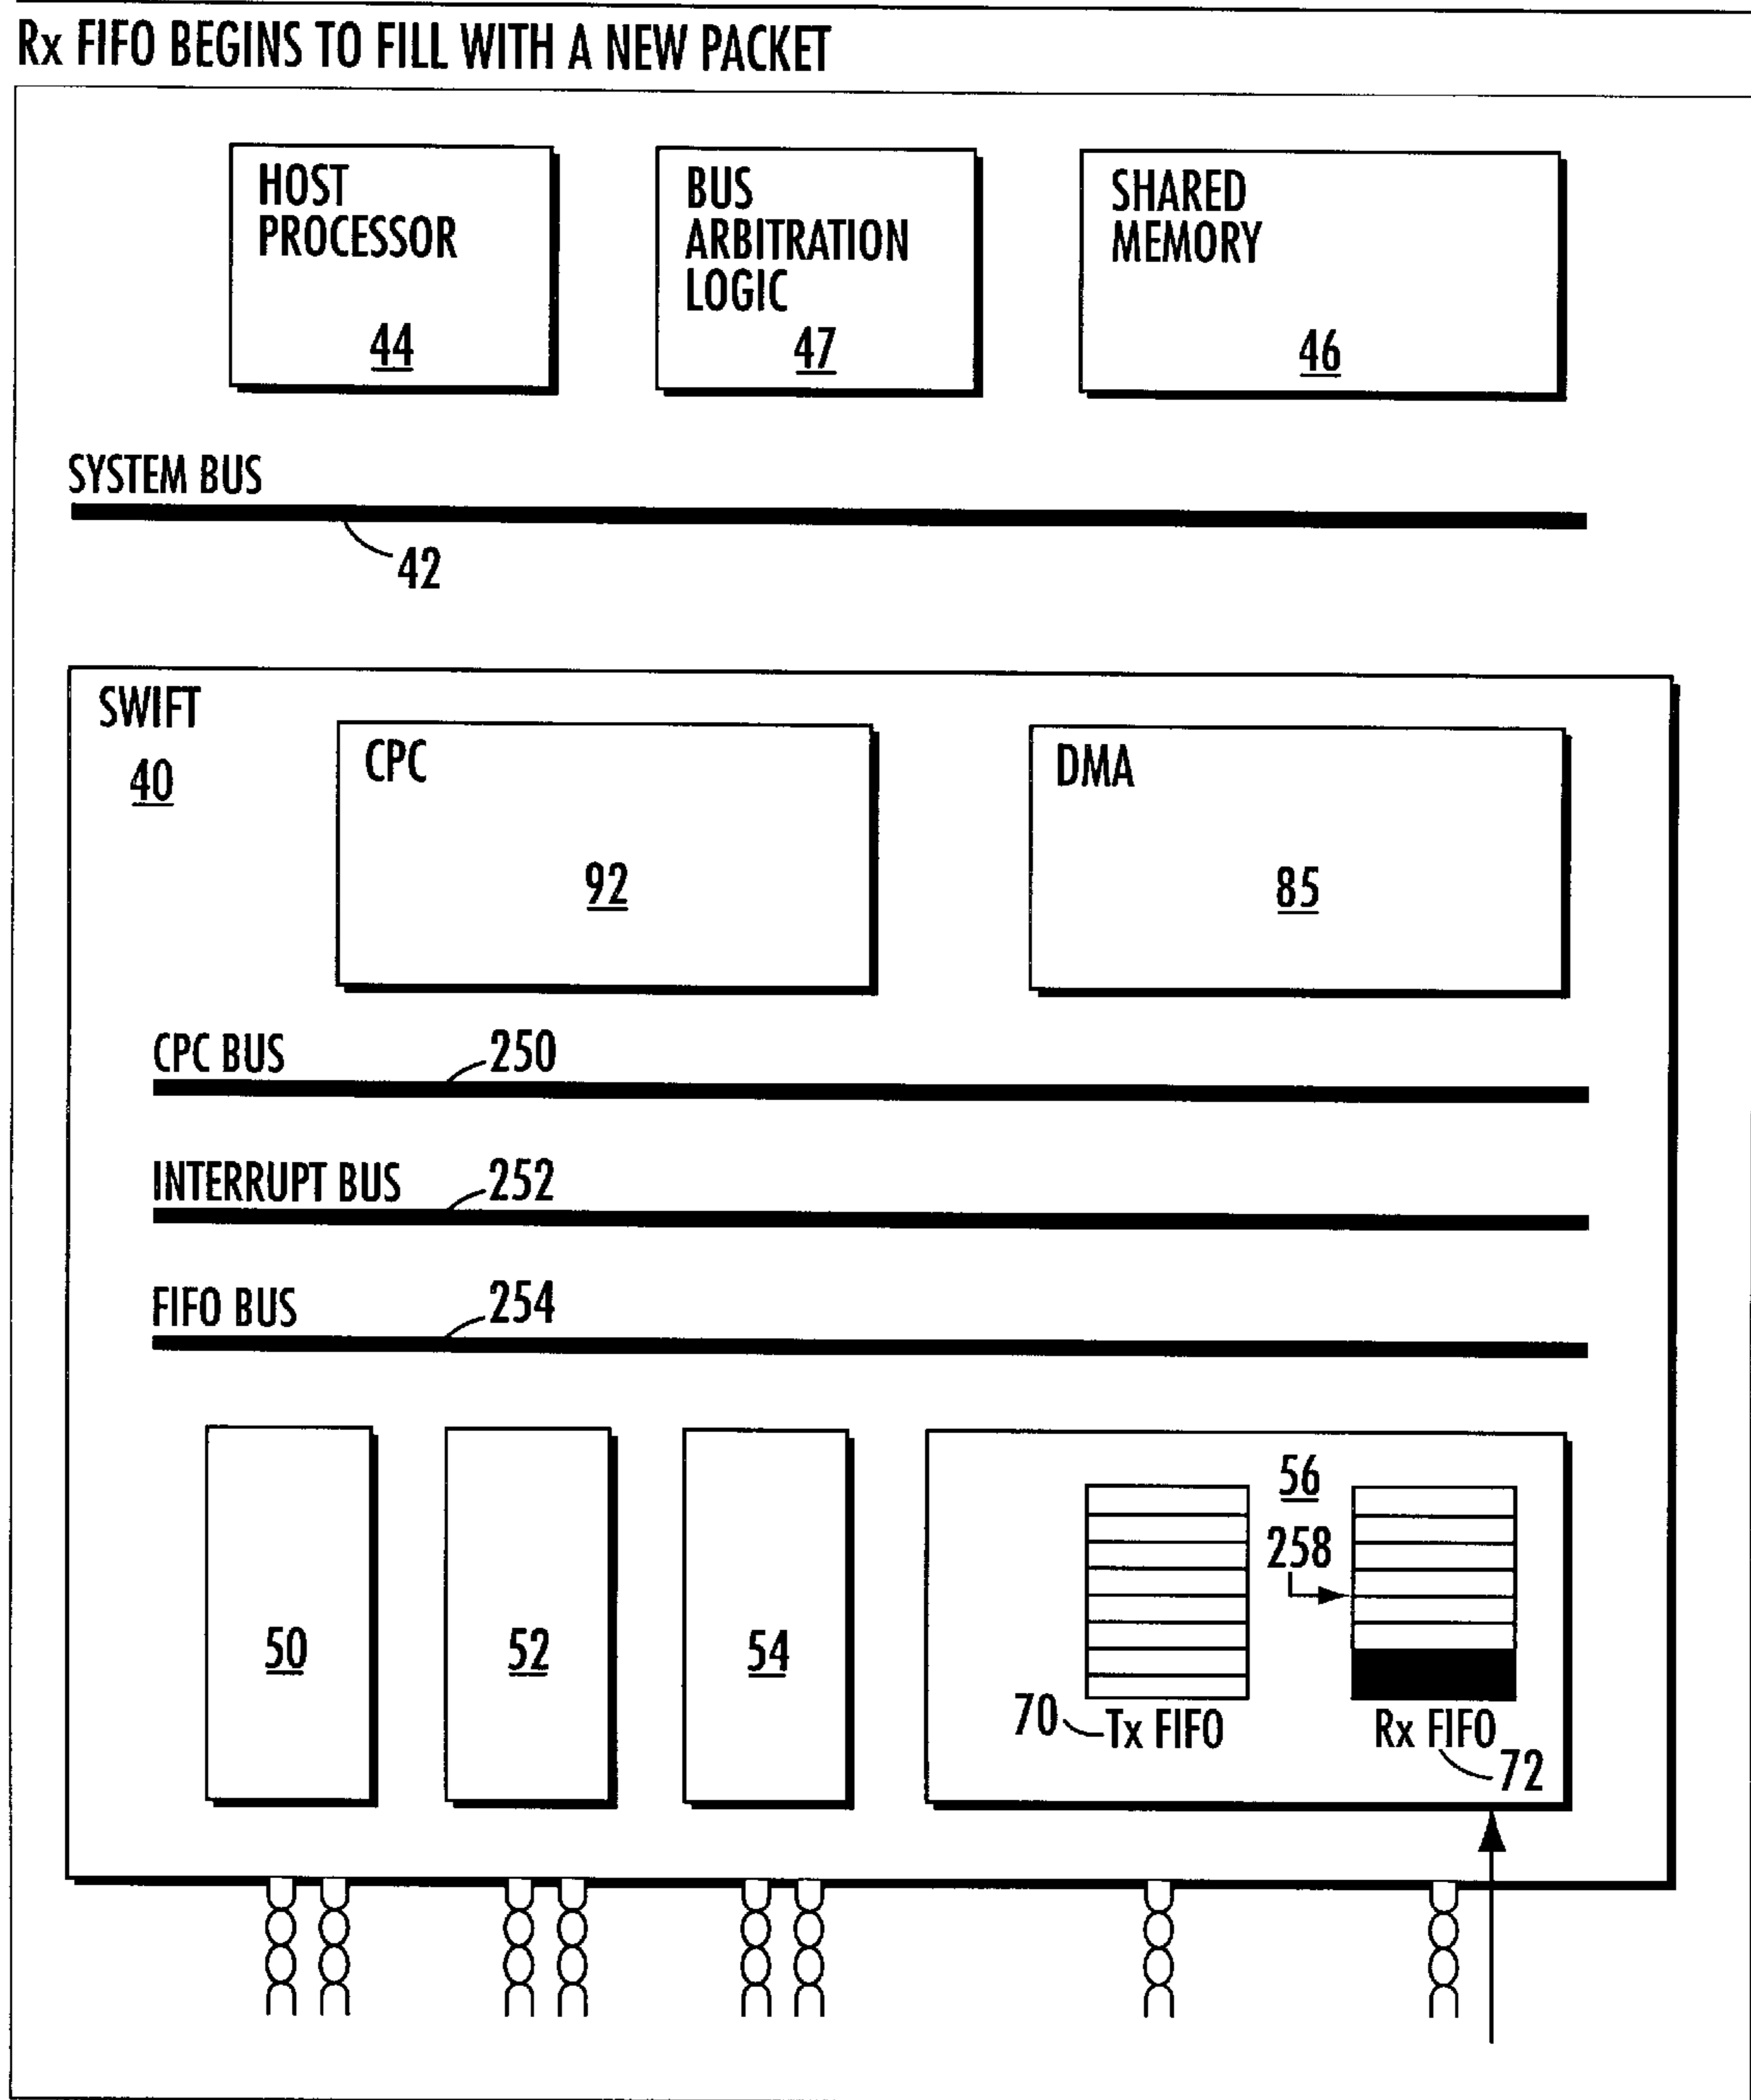 Rx FIFO BEGINS TO FILL WITH A NEW PACKET
HOST
PROCESSOR
44
BUS
ARBITRATION
LOGIC
47
SHARED
MEMORY
46
SYSTEM BUS
42
SWIFT
40
CPC
92
DMA
85
CPC BUS
250
INTERRUPT BUS
252
FIFO BUS
254
50
52
54
56
258
70
Tx FIFO
Rx FIFO
72